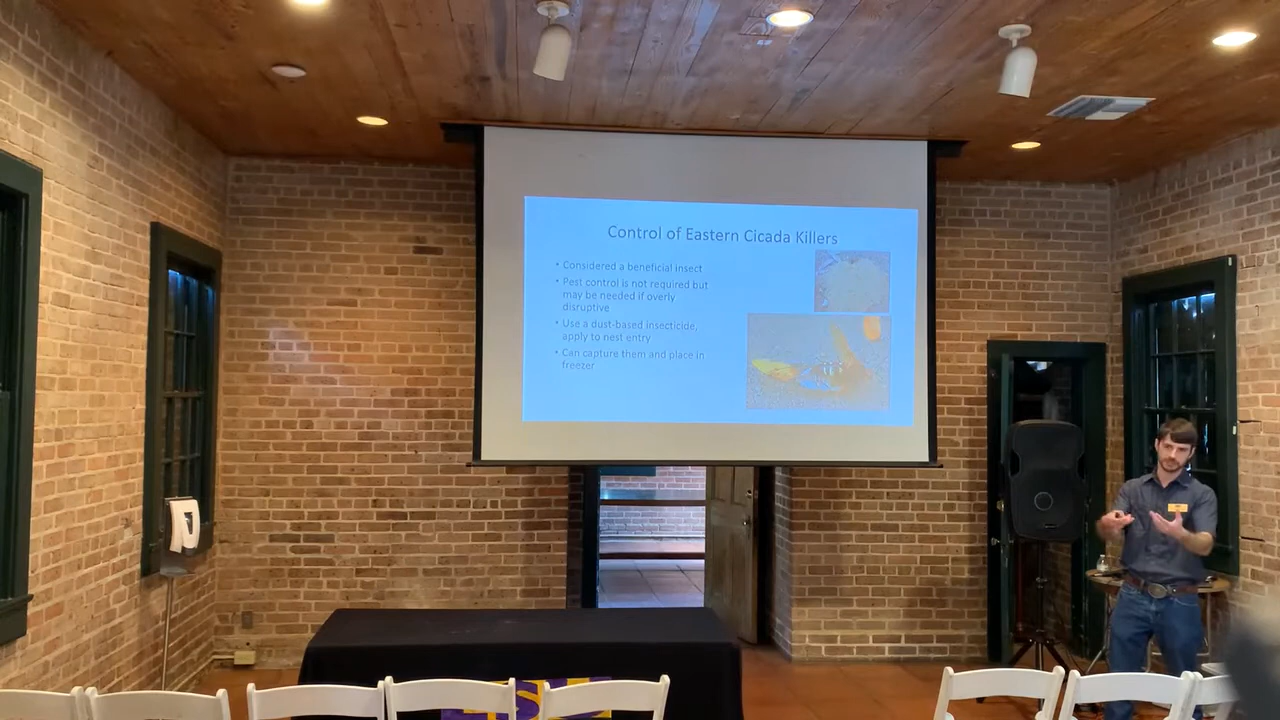 Control of Eastern Cicada Killers
• Considered a beneficial insect
• Pest control is not required but
may be needed if overly
disruptive
• Use a dust-based insecticide,
apply to nest entry
• Can capture them and place in
freezer